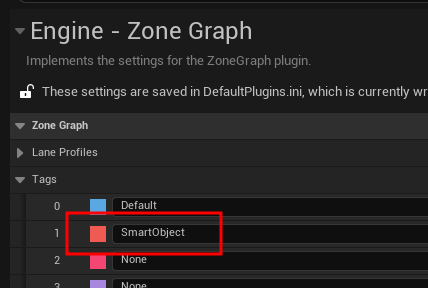 Engine - Zone Graph
Implements the settings for the ZoneGraph plugin.
These settings are saved in DefaultPlugins.ini, which is currently wr
Zone Graph
Lane Profiles
Tags
0 Default
1 SmartObject
2 None
3 None